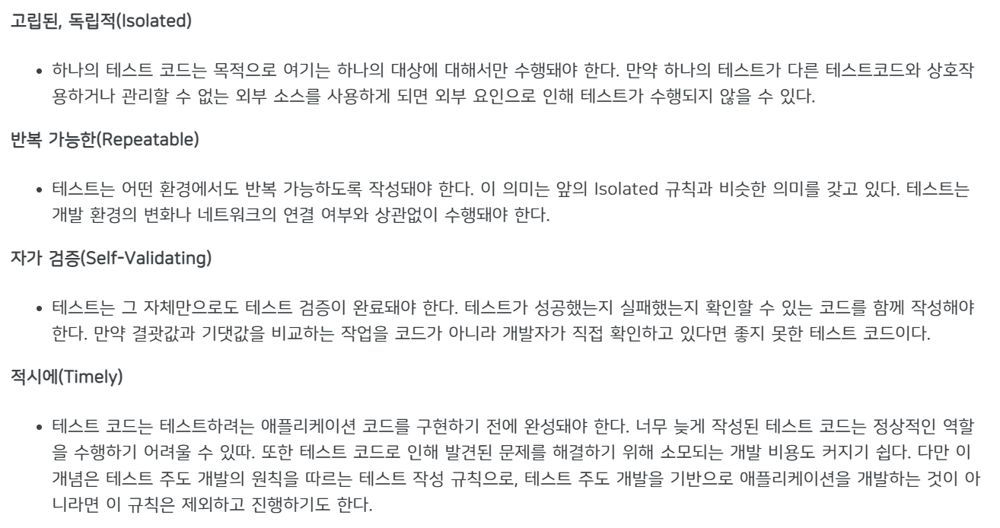 고립된, 독립적(Isolated)
• 하나의 테스트 코드는 목적으로 여기는 하나의 대상에 대해서만 수행돼야 한다. 만약 하나의 테스트가 다른 테스트코드와 상호작
용하거나 관리할 수 없는 외부 소스를 사용하게 되면 외부 요인으로 인해 테스트가 수행되지 않을 수 있다.
반복 가능한(Repeatable)
• 테스트는 어떤 환경에서도 반복 가능하도록 작성돼야 한다. 이 의미는 앞의 Isolated 규칙과 비슷한 의미를 갖고 있다. 테스트는
개발 환경의 변화나 네트워크의 연결 여부와 상관없이 수행돼야 한다.
자가 검증(Self-Validating)
• 테스트는 그 자체만으로도 테스트 검증이 완료돼야 한다. 테스트가 성공했는지 실패했는지 확인할 수 있는 코드를 함께 작성해야
한다. 만약 결괏값과 기댓값을 비교하는 작업을 코드가 아니라 개발자가 직접 확인하고 있다면 좋지 못한 테스트 코드이다.
적시에(Timely)
• 테스트 코드는 테스트하려는 애플리케이션 코드를 구현하기 전에 완성돼야 한다. 너무 늦게 작성된 테스트 코드는 정상적인 역할
을 수행하기 어려울 수 있따. 또한 테스트 코드로 인해 발견된 문제를 해결하기 위해 소모되는 개발 비용도 커지기 쉽다. 다만 이
개념은 테스트 주도 개발의 원칙을 따르는 테스트 작성 규칙으로, 테스트 주도 개발을 기반으로 애플리케이션을 개발하는 것이 아
니라면 이 규칙은 제외하고 진행하기도 한다.